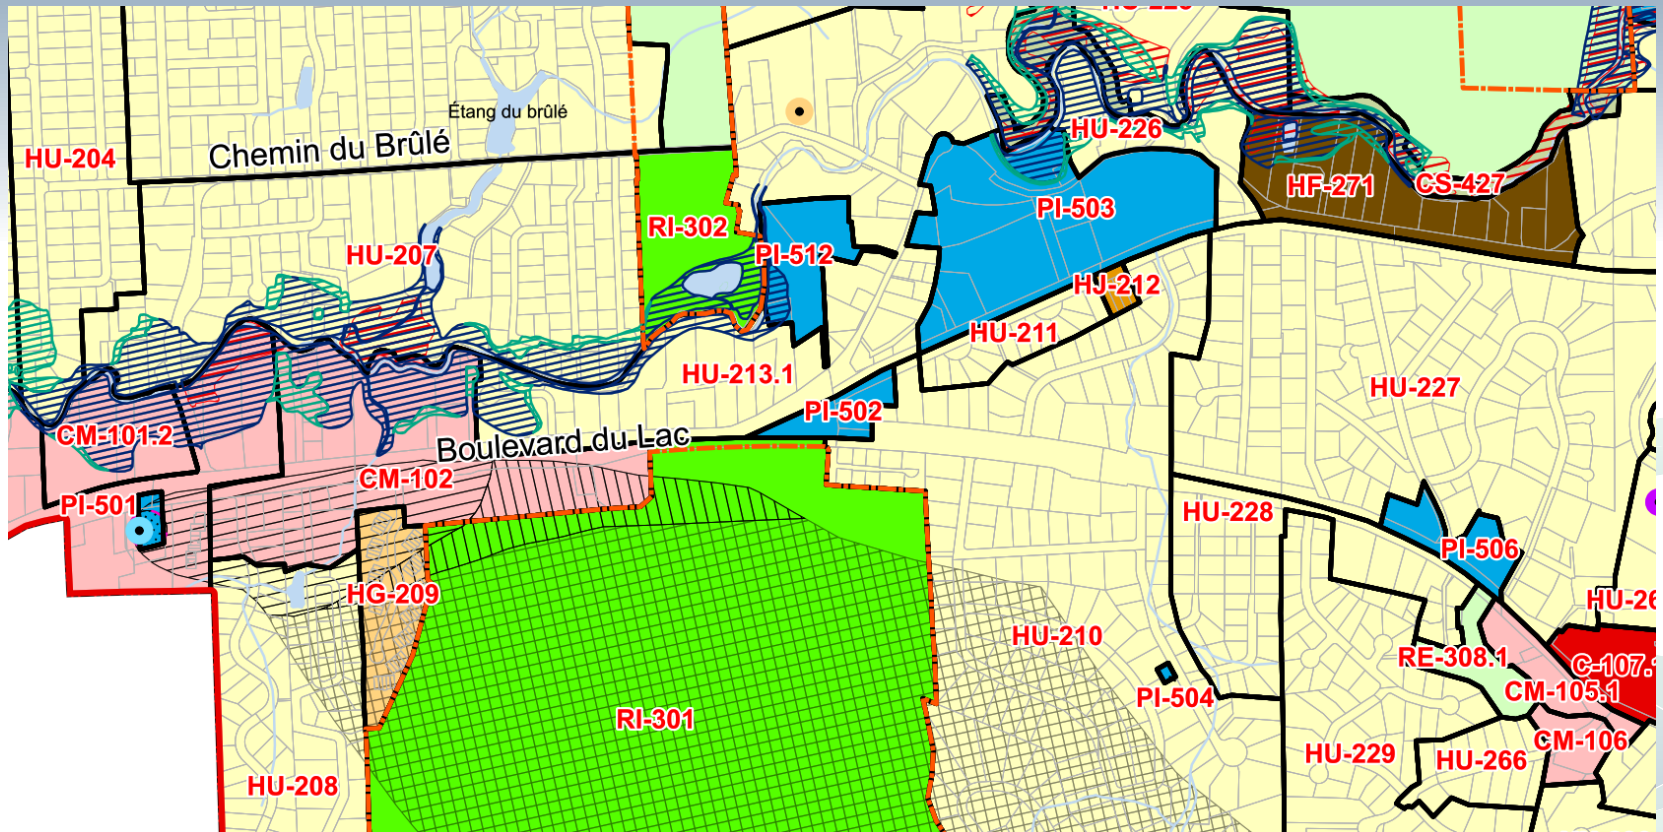 Étang du brûlé
HU-226
Chemin du Brûlé
HU-204
HF-271
CS-427
PI-503
RI-302
HU-207
PI-512
HJ-212
HU-211
HU-213.1
HU-227
PI-502
CM-101-2
Boulevard du Lac
CM-102
PI-501
HU-228
PI-506
HG-209
HU-210
RE-308.1
CM-105.1
PI-504
RI-301
CM-106
HU-229
HU-266
HU-208